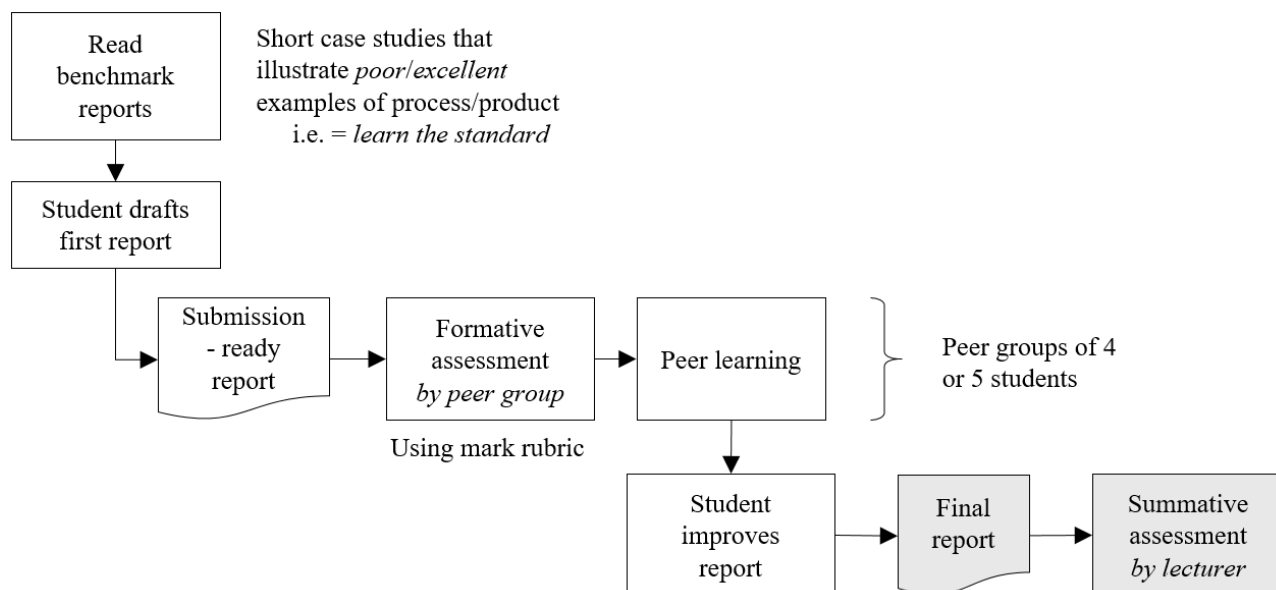 Read
benchmark
reports
Short case studies that
illustrate poor/excellent
examples of process/product
i.e. = learn the standard
Student drafts
first report
Submission
- ready
report
Formative
assessment
by peer group
Using mark rubric
Peer learning
Peer groups of 4
or 5 students
Student
improves
report
Final
report
Summative
assessment
by lecturer